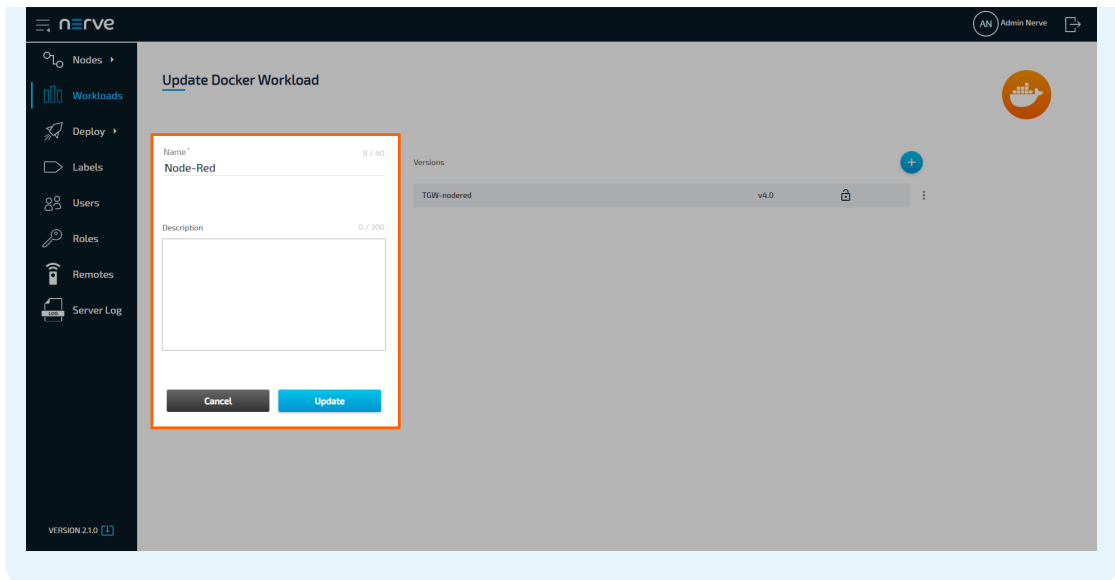 nerve
AN Admin Nerve
Nodes
Workloads
Deploy
Labels
Users
Roles
Remotes
LOG Server Log
VERSION 2.1.0
Update Docker Workload
Name*
8 / 40
Node-Red
Description
0 / 300
Cancel
Update
Versions
TGW-nodered
v4.0